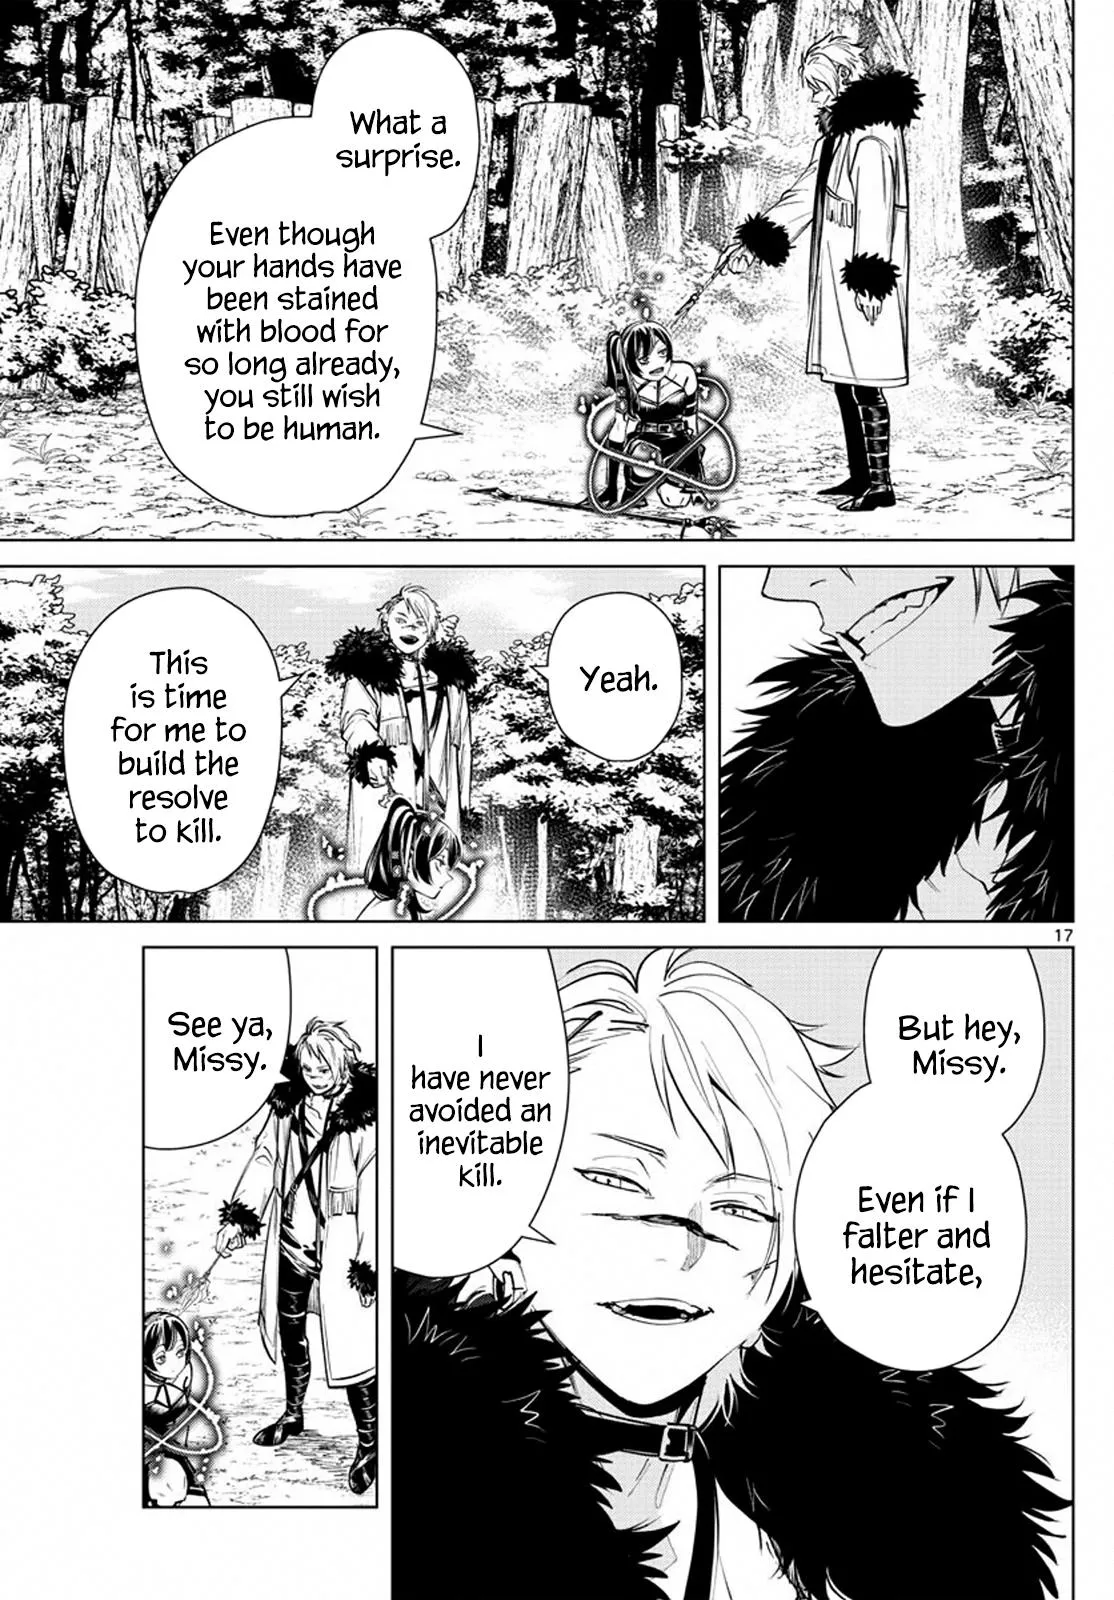 What a
surprise.
Even though
your hands have
been stained
with blood for
so long already,
you still wish
to be human.
Yeah.
This
is time
for me to
build the
resolve
to kill.
17
But hey,
Missy.
Even if I
falter and
hesitate,
I
have never
avoided an
inevitable
kill.
See ya,
Missy.